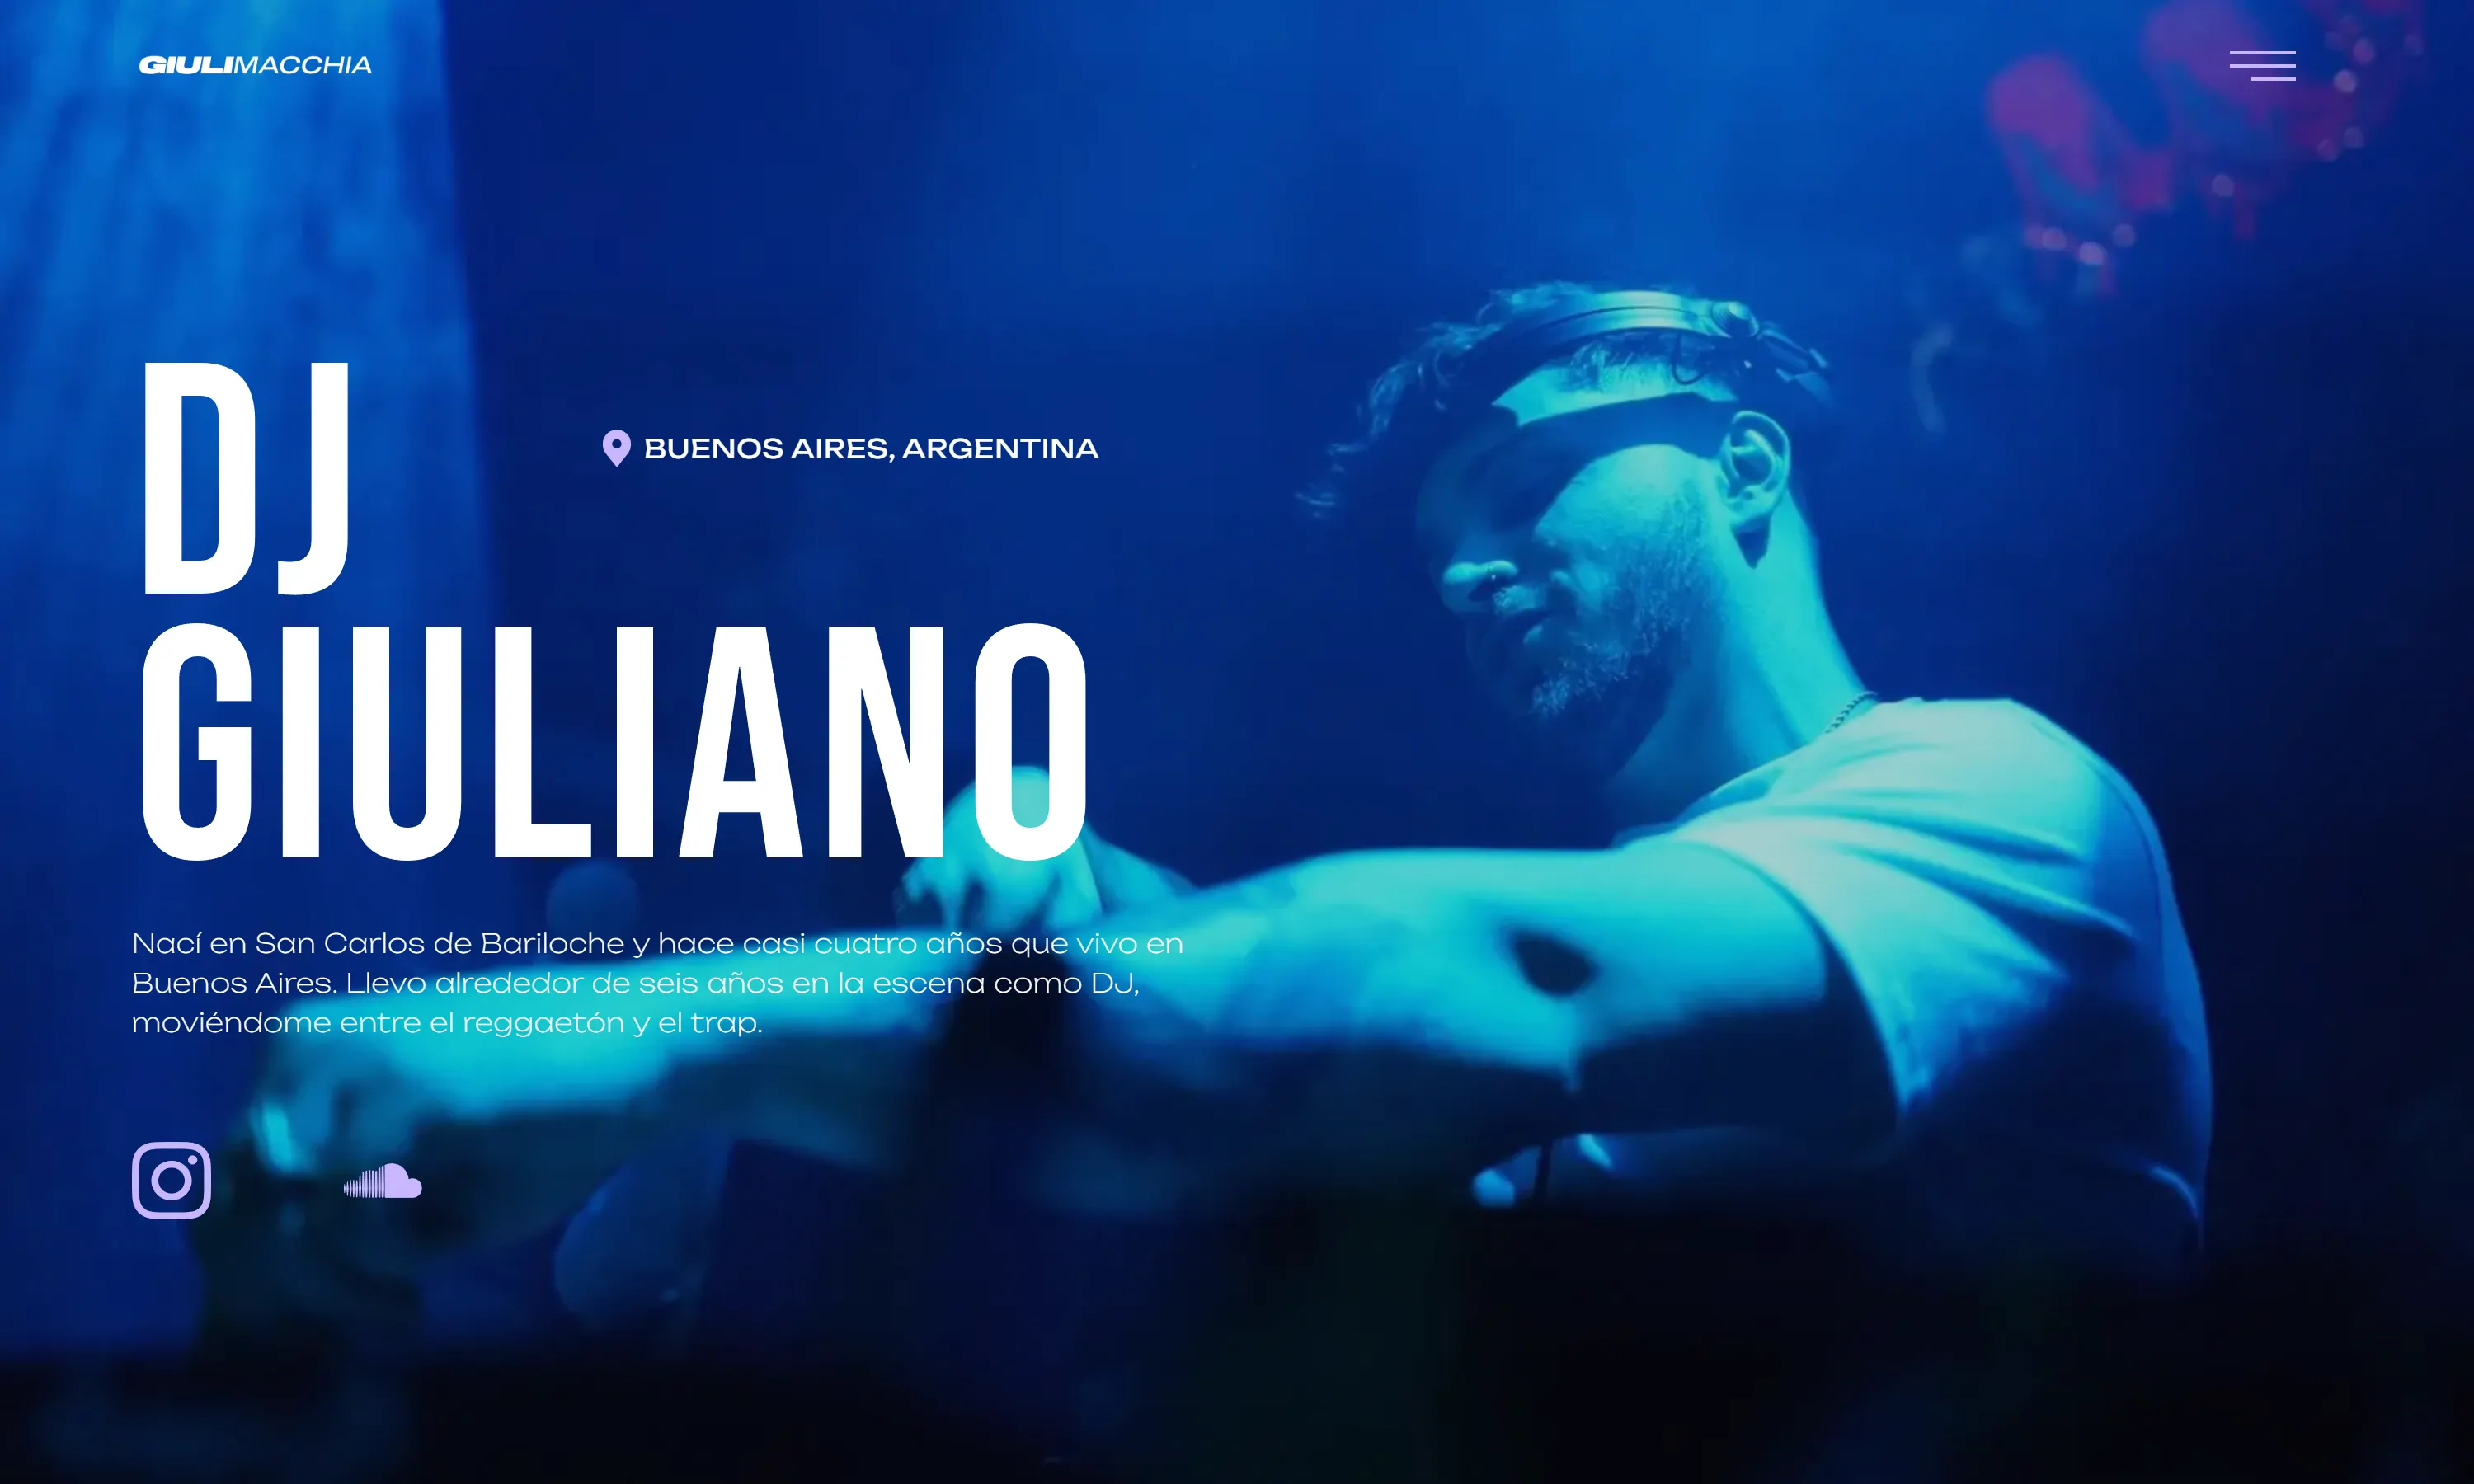 GIULIMACCHIA
DJ
BUENOS AIRES, ARGENTINA
GIULIANO
Nací en San Carlos de Bariloche y hace casi cuatro años que vivo en
Buenos Aires. Llevo alrededor de seis años en la escena como DJ,
moviéndome entre el reggaetón y el trap.